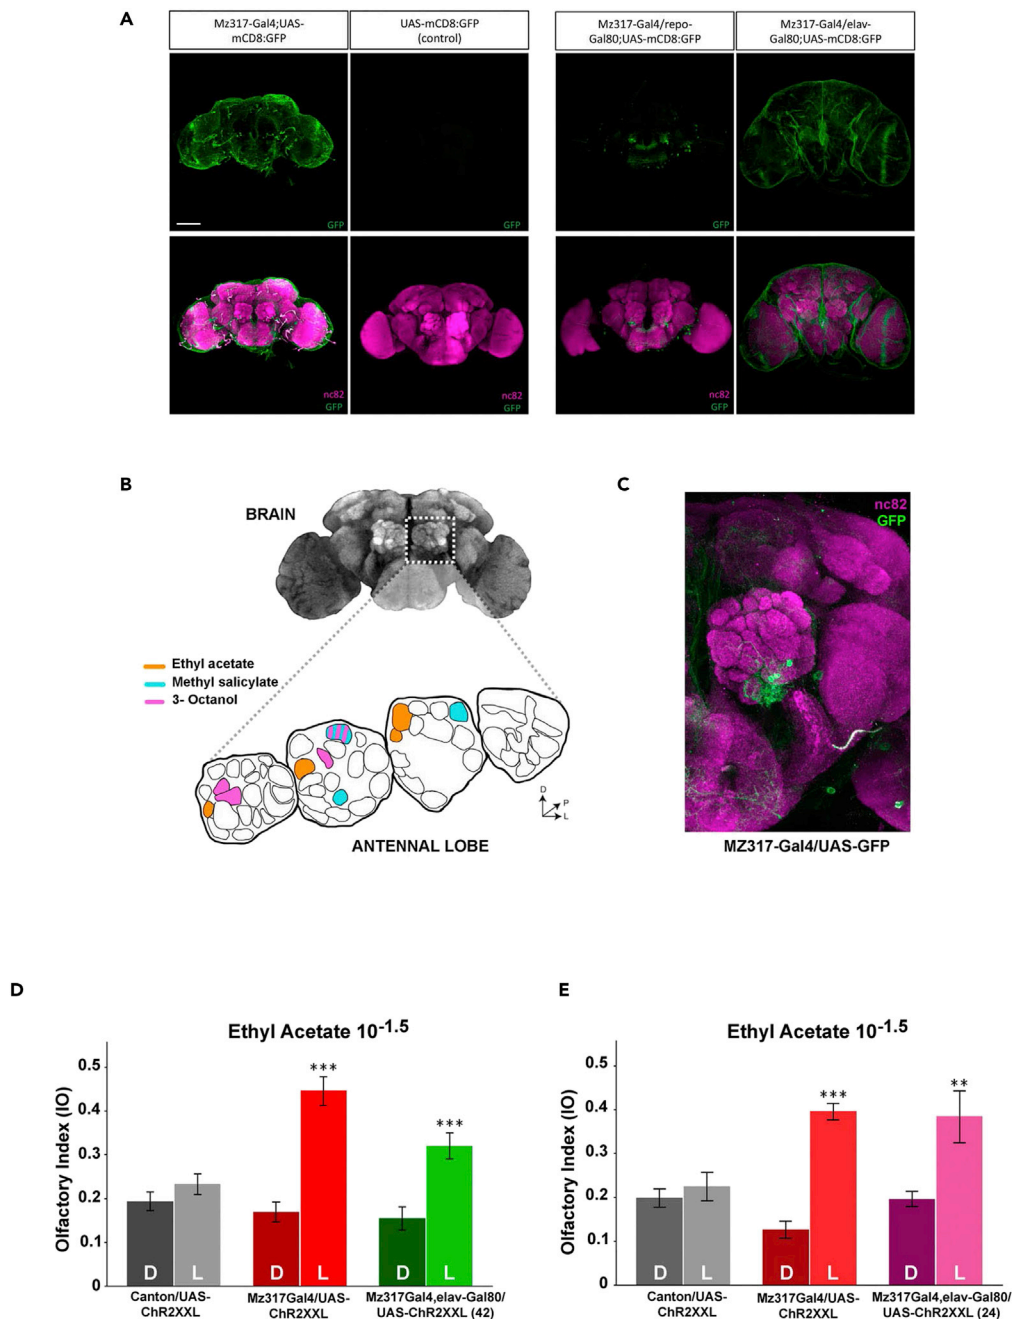 A
Mz317-Gal4;UAS-
mCD8:GFP
UAS-mCD8:GFP
(control)
Mz317-Gal4/repo-
Gal80;UAS-mCD8:GFP
Mz317-Gal4/elav-
Gal80;UAS-mCD8:GFP
GFP
GFP
GFP
GFP
nc82
GFP
nc82
GFP
nc82
GFP
nc82
GFP
B
BRAIN
Ethyl acetate
Methyl salicylate
3- Octanol
D
P
L
ANTENNAL LOBE
C
nc82
GFP
MZ317-Gal4/UAS-GFP
D
Ethyl Acetate 10-1.5
Olfactory Index (IO)
0.5
0.4
0.3
0.2
0.1
0
***
***
D
L
D
L
D
L
Canton/UAS-
ChR2XXL
Mz317Gal4/UAS-
ChR2XXL
Mz317Gal4,elav-Gal80/
UAS-ChR2XXL (42)
E
Ethyl Acetate 10-1.5
Olfactory Index (IO)
0.5
0.4
0.3
0.2
0.1
0
***
**
D
L
D
L
D
L
Canton/UAS-
ChR2XXL
Mz317Gal4/UAS-
ChR2XXL
Mz317Gal4,elav-Gal80/
UAS-ChR2XXL (24)